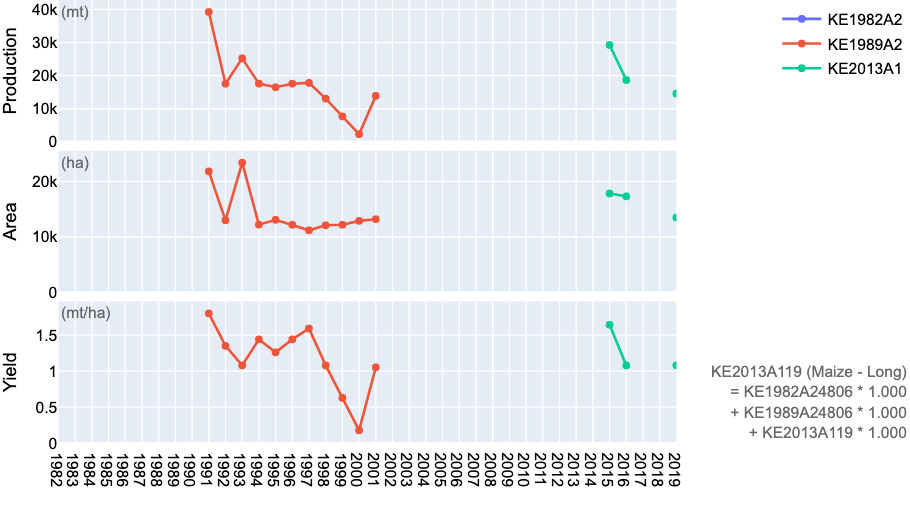 40k (mt)
30k
20k
10k
0
Production
KE1982A2
KE1989A2
KE2013A1
(ha)
20k
10k
0
Area
(mt/ha)
1.5
1
0.5
0
Yield
KE2013A119 (Maize - Long)
= KE1982A24806 * 1.000
+ KE1989A24806 * 1.000
+ KE2013A119 * 1.000
1982
1983
1984
1985
1986
1987
1988
1989
1990
1991
1992
1993
1994
1995
1996
1997
1998
1999
2000
2001
2002
2003
2004
2005
2006
2007
2008
2009
2010
2011
2012
2013
2014
2015
2016
2017
2018
2019